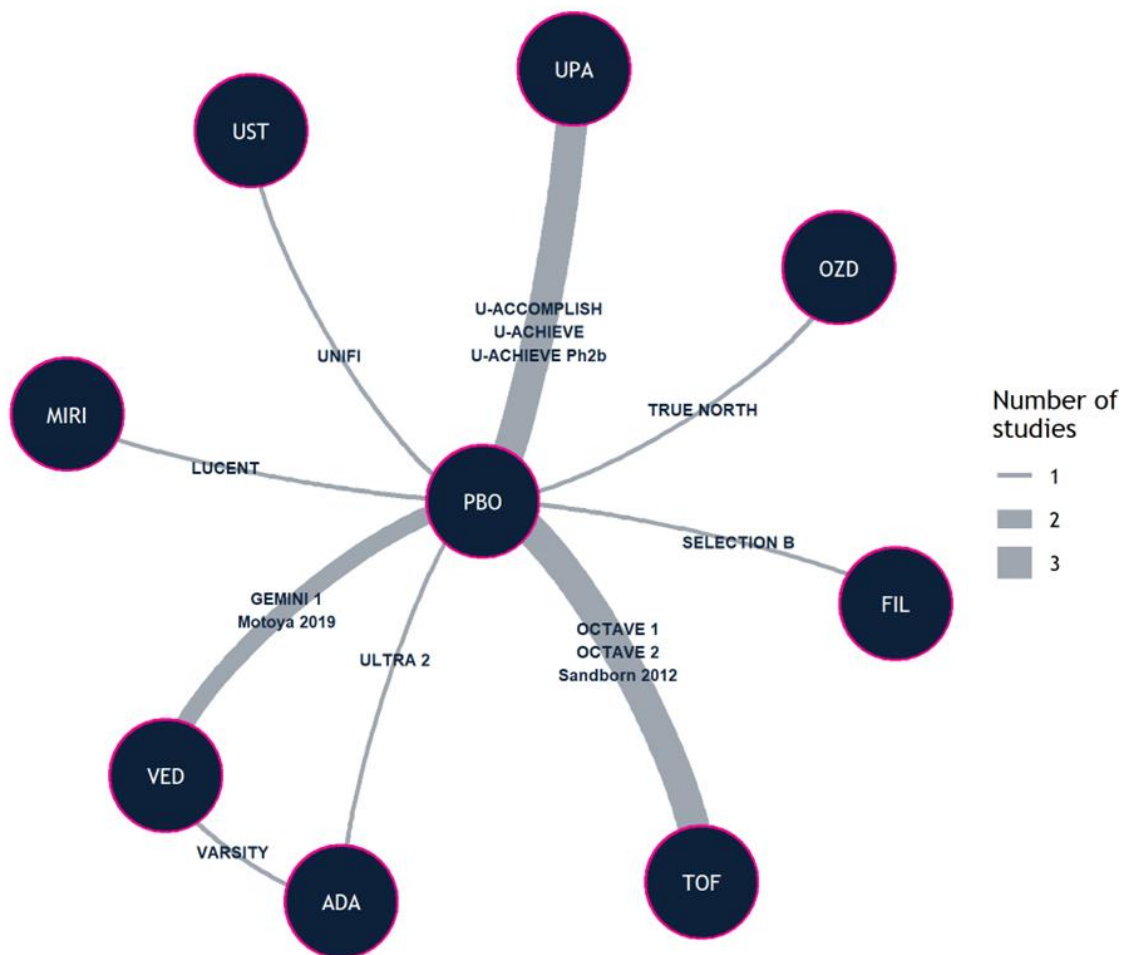 UPA
UST
OZD
U-ACCOMPLISH
U-ACHIEVE
U-ACHIEVE Ph2b
UNIFI
TRUE NORTH
MIRI
LUCENT
PBO
SELECTION B
FIL
GEMINI 1
Motoya 2019
ULTRA 2
OCTAVE 1
OCTAVE 2
Sandborn 2012
VED
VARSITY
ADA
TOF
Number of
studies
1
2
3